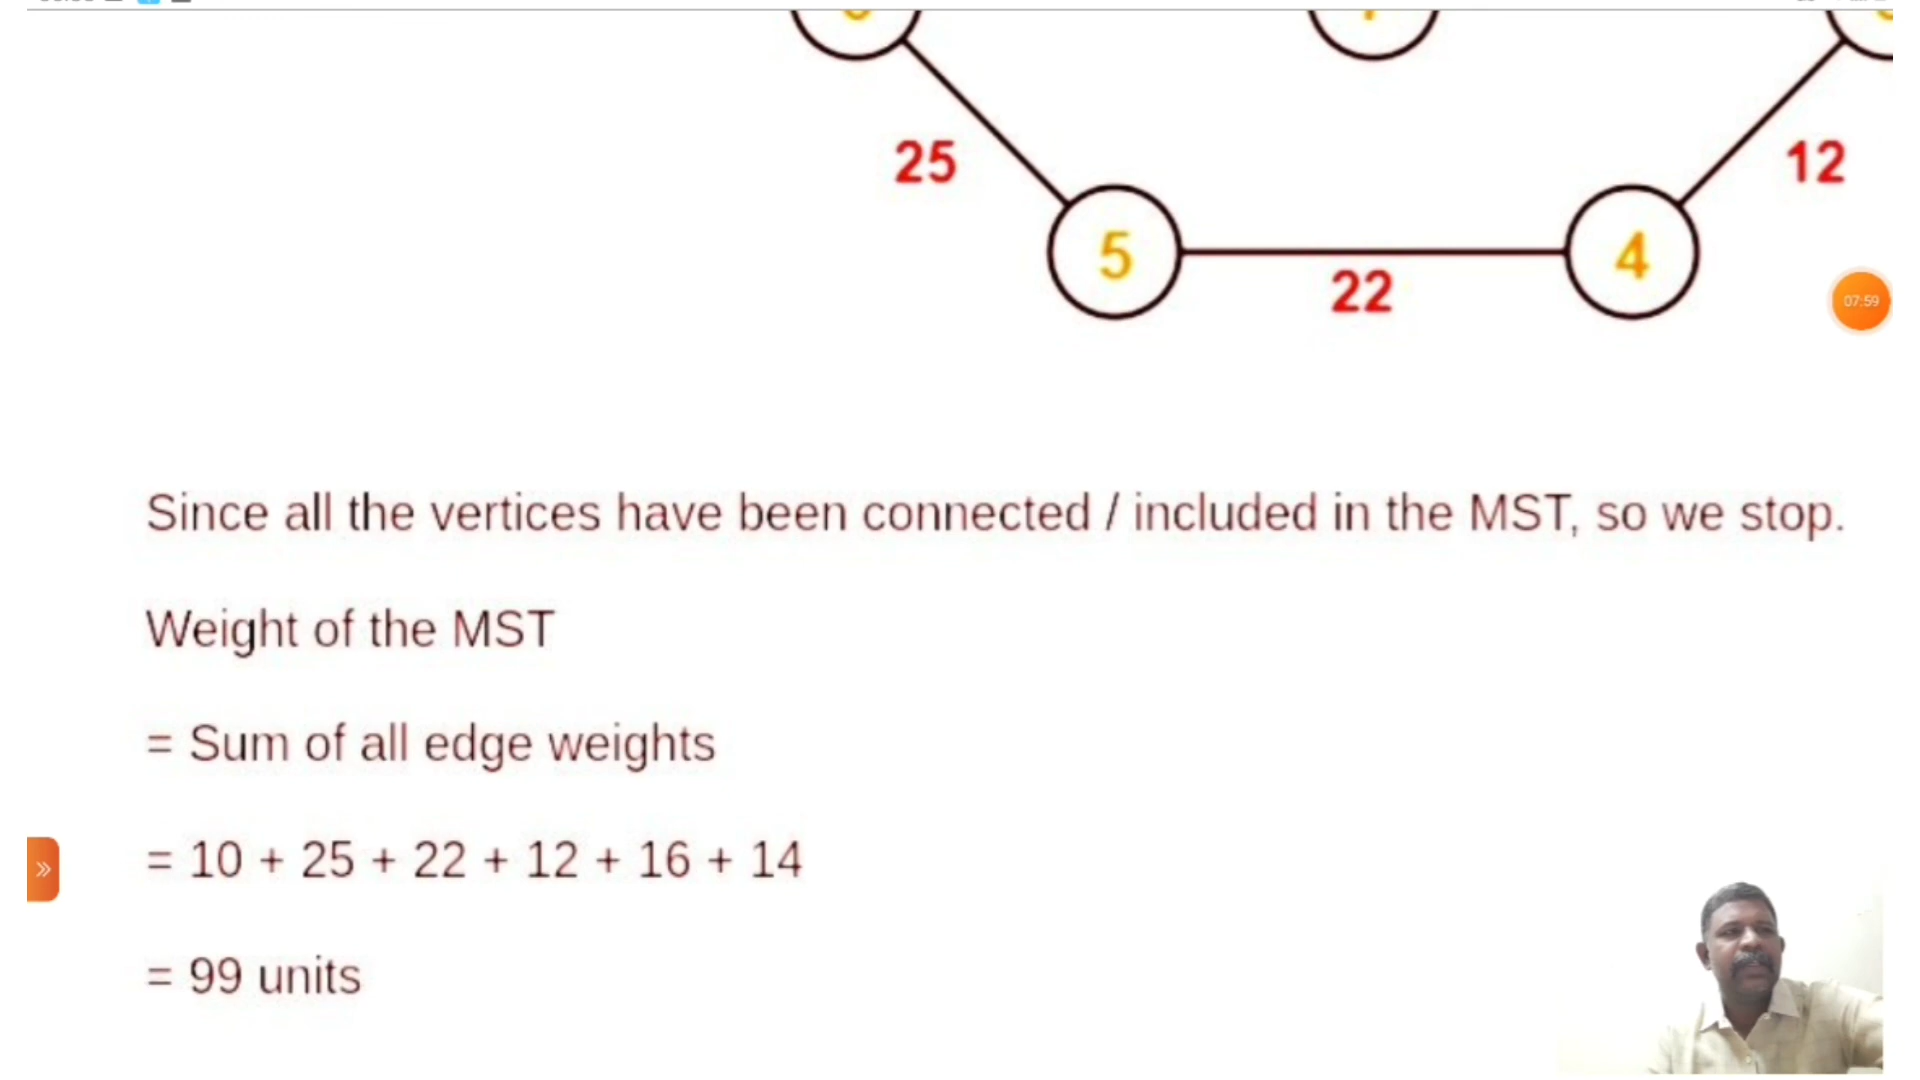 25
12
5
4
22
07:59
Since all the vertices have been connected / included in the MST, so we stop.
Weight of the MST
= Sum of all edge weights
= 10 + 25 + 22 + 12 + 16 + 14
»
= 99 units